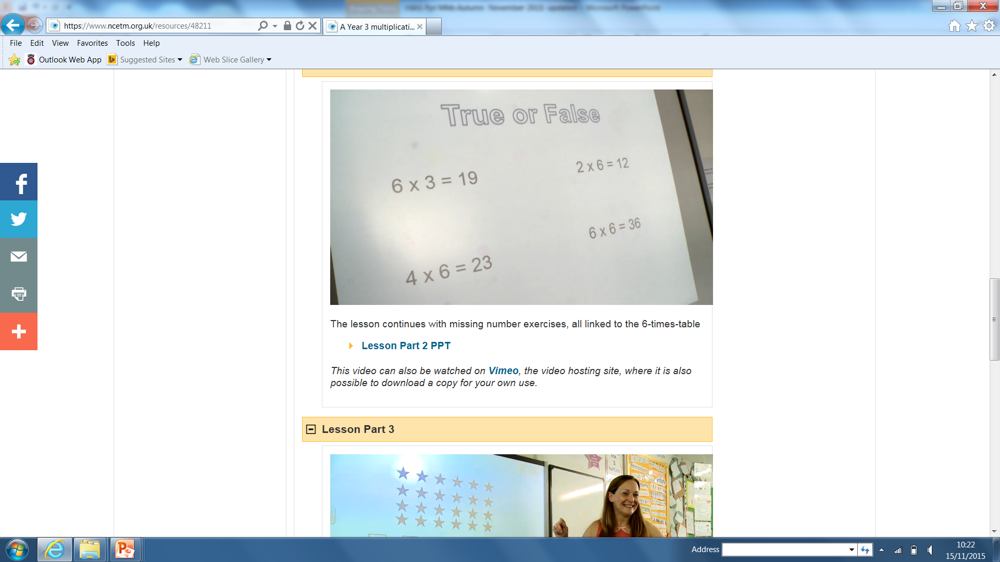 https://www.ncetm.org.uk/resources/48211
A Year 3 multiplicati...
File Edit View Favorites Tools Help
Outlook Web App Suggested Sites Web Slice Gallery
True or False
6 x 3 = 19
2 x 6 = 12
6 x 6 = 36
4 x 6 = 23
The lesson continues with missing number exercises, all linked to the 6-times-table
Lesson Part 2 PPT
This video can also be watched on Vimeo, the video hosting site, where it is also
possible to download a copy for your own use.
Lesson Part 3
Ask
3
Before
Address
10:22
15/11/2015